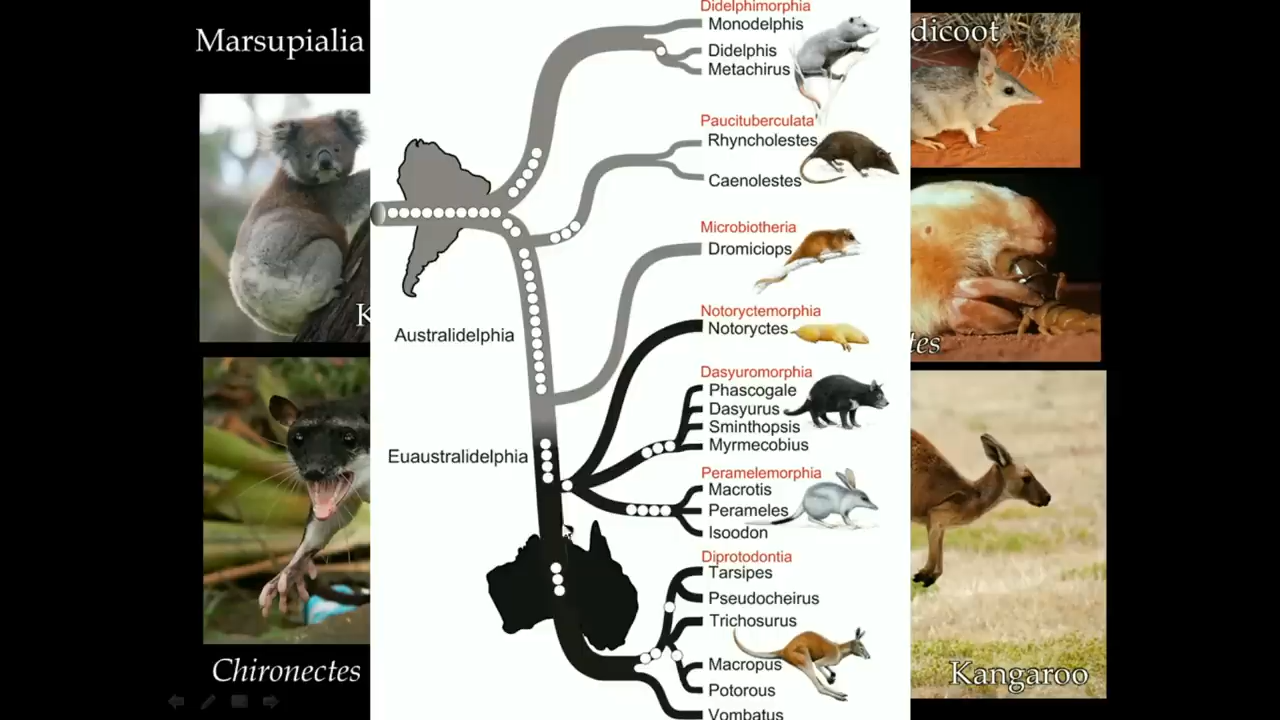 Marsupialia
K
Chironectes
Didelphimorphia
Monodelphis
Didelphis
Metachirus
Paucituberculata
Rhyncholestes
Caenolestes
Microbiotheria
Dromiciops
Notoryctemorphia
Notoryctes
Dasyuromorphia
Phascogale
Dasyurus
Sminthopsis
Myrmecobius
Peramelemorphia
Macrotis
Perameles
Isoodon
Diprotodontia
Tarsipes
Pseudocheirus
Trichosurus
Macropus
Potorous
Vombatus
Australidelphia
Euaustralidelphia
dicoot
tes
Kangaroo